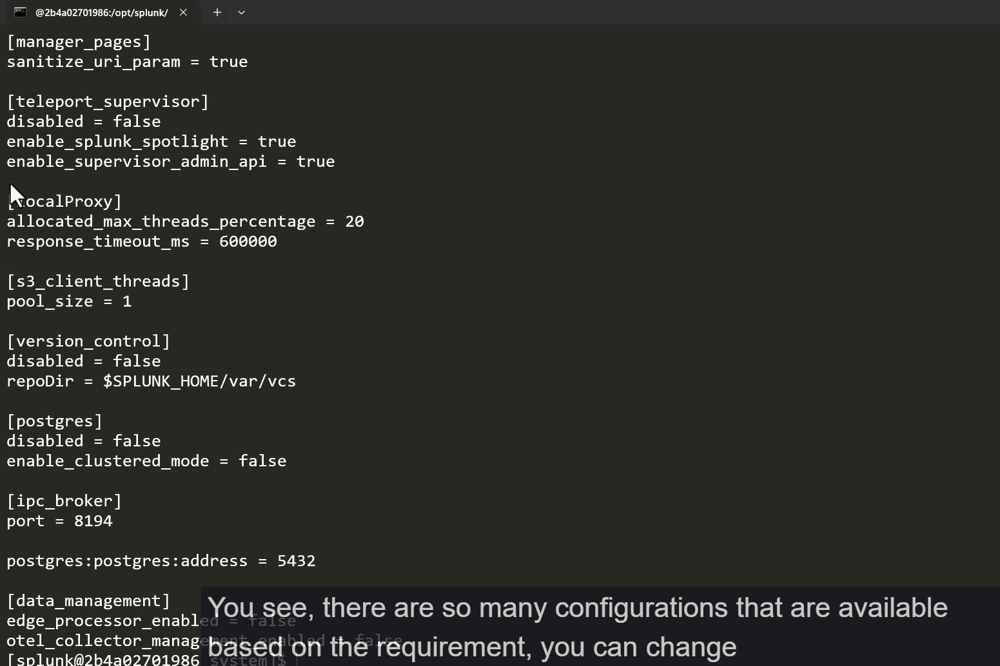 @2b4a02701986:/opt/splunk/
[manager_pages]
sanitize_uri_param = true
[teleport_supervisor]
disabled = false
enable_splunk_spotlight = true
enable_supervisor_admin_api = true
[localProxy]
allocated_max_threads_percentage = 20
response_timeout_ms = 600000
[s3_client_threads]
pool_size = 1
[version_control]
disabled = false
repoDir = $SPLUNK_HOME/var/vcs
[postgres]
disabled = false
enable_clustered_mode = false
[ipc_broker]
port = 8194
postgres:postgres:address = 5432
[data_management]
edge_processor_enabled = false
otel_collector_management_enabled = false
[splunk@2b4a02701986 system]$
You see, there are so many configurations that are available
based on the requirement, you can change